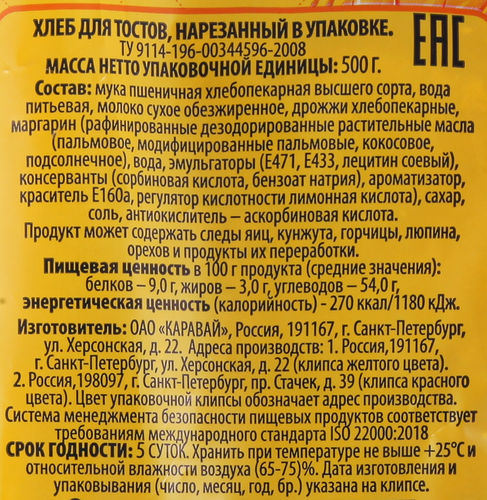 ХЛЕБ ДЛЯ ТОСТОВ, НАРЕЗАННЫЙ В УПАКОВКЕ.
ТУ 9114-196-00344596-2008
МАССА НЕТТО УПАКОВОЧНОЙ ЕДИНИЦЫ: 500 Г.
EAC
Состав: мука пшеничная хлебопекарная высшего сорта, вода
питьевая, молоко сухое обезжиренное, дрожжи хлебопекарные,
маргарин (рафинированные дезодорированные растительные масла
(пальмовое, модифицированные пальмовые, кокосовое,
подсолнечное), вода, эмульгаторы (Е471, Е433, лецитин соевый),
консерванты (сорбиновая кислота, бензоат натрия), ароматизатор,
краситель Е160а, регулятор кислотности лимонная кислота), сахар,
соль, антиокислитель – аскорбиновая кислота.
Продукт может содержать следы яиц, кунжута, горчицы, люпина,
орехов и продукты их переработки.
Пищевая ценность в 100 г продукта (средние значения):
белков – 9,0 г, жиров – 3,0 г, углеводов – 54,0 г,
энергетическая ценность (калорийность) - 270 ккал/1180 кДж.
Изготовитель: ОАО «КАРАВАЙ», Россия, 191167, г. Санкт-Петербург,
ул. Херсонская, д. 22. Адреса производств: 1. Россия,191167,
г. Санкт-Петербург, ул. Херсонская, д. 22 (клипса желтого цвета).
2. Россия,198097, г. Санкт-Петербург, пр. Стачек, д. 39 (клипса красного
цвета). Цвет упаковочной клипсы обозначает адрес производства.
Система менеджмента безопасности пищевых продуктов соответствует
требованиям международного стандарта ISO 22000:2018
СРОК ГОДНОСТИ: 5 СУТОК. Хранить при температуре не выше +25°С и
относительной влажности воздуха (65-75)%. Дата изготовления и
упаковывания (число, месяц, год, бр.) указана на клипсе.